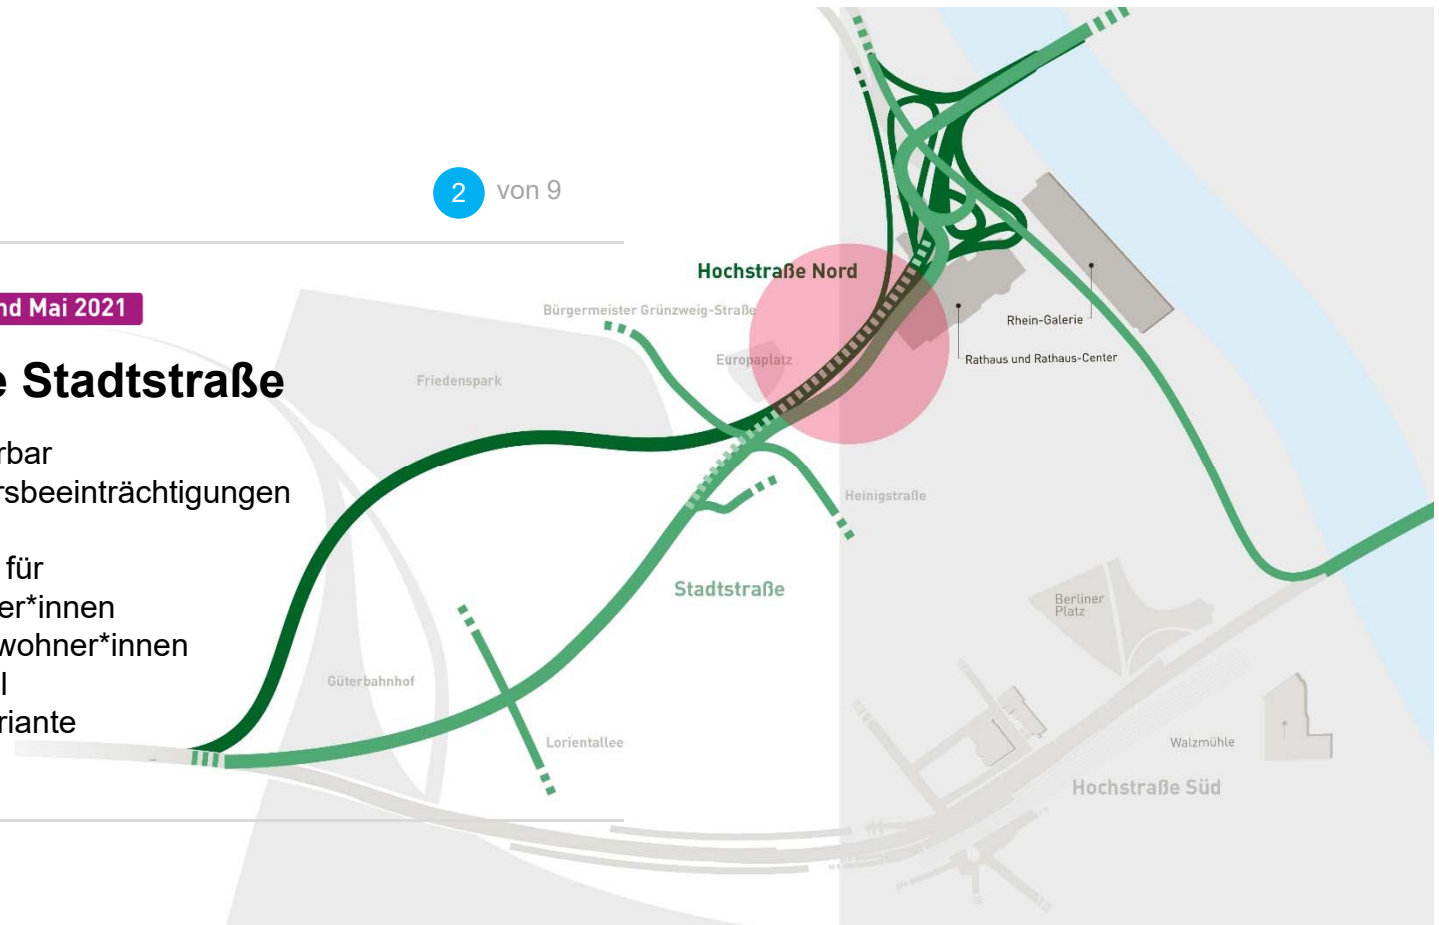 2 von 9
nd Mai 2021
e Stadtstraße
rbar
rsbeeinträchtigungen
für
er*innen
wohner*innen
l
riante
Hochstraße Nord
Bürgermeister Grünzweig-Straße
Europaplatz
Friedenspark
Rhein-Galerie
Rathaus und Rathaus-Center
Heinigstraße
Stadtstraße
Berliner
Platz
Güterbahnhof
Lorientallee
Walzmühle
Hochstraße Süd